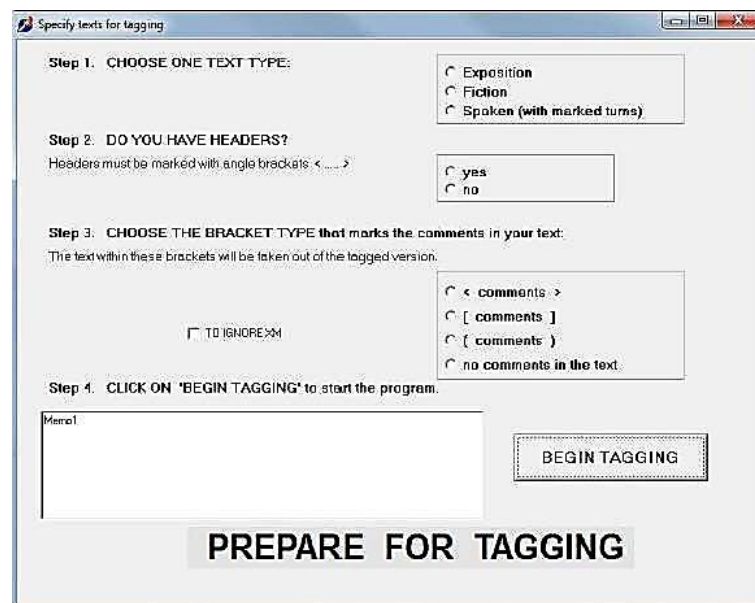 Specify texts for tagging
Step 1. CHOOSE ONE TEXT TYPE:
Exposition
Fiction
Spoken (with marked turns)
Step 2. DO YOU HAVE HEADERS?
Headers must be marked with angle brackets < ..... >
yes
no
Step 3. CHOOSE THE BRACKET TYPE that marks the comments in your text:
The text within these brackets will be taken out of the tagged version.
< comments >
[ comments ]
TO IGNORE XM
( comments )
no comments in the text
Step 4. CLICK ON "BEGIN TAGGING" to start the program.
Memo1
BEGIN TAGGING
PREPARE FOR TAGGING